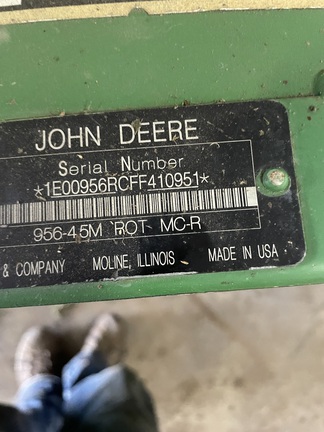 JOHN DEERE
Serial Number
*1E00956RCFF410951*
956-4.5M ROT MC-R
& COMPANY MOLINE, ILLINOIS MADE IN USA